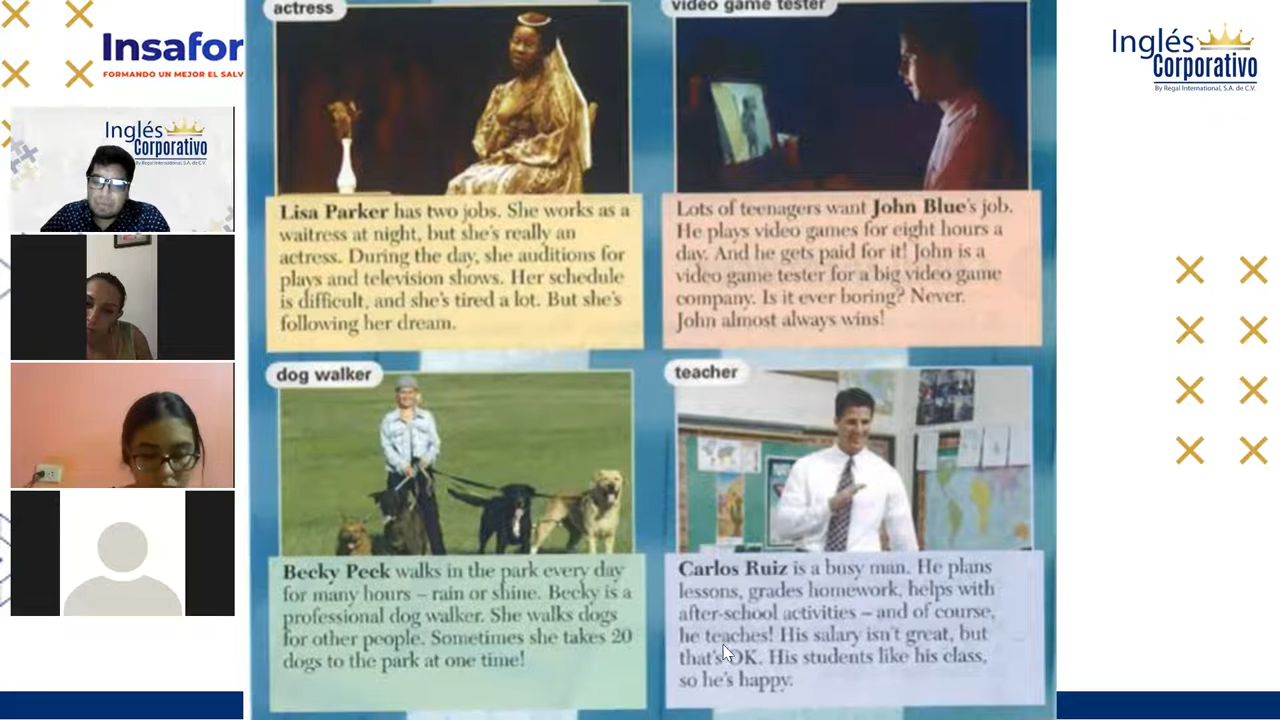 Insafor
FORMANDO UN MEJOR EL SALV
Inglés
Corporativo
By Regal International, S.A. de C.V.
Inglés
Corporativo
By Regal International, S.A. de C.V.
actress
Lisa Parker has two jobs. She works as a
waitress at night, but she's really an
actress. During the day, she auditions for
plays and television shows. Her schedule
is difficult, and she's tired a lot. But she's
following her dream.
video game tester
Lots of teenagers want John Blue's job.
He plays video games for eight hours a
day. And he gets paid for it! John is a
video game tester for a big video game
company. Is it ever boring? Never.
John almost always wins!
dog walker
Becky Peek walks in the park every day
for many hours – rain or shine. Becky is a
professional dog walker. She walks dogs
for other people. Sometimes she takes 20
dogs to the park at one time!
teacher
Carlos Ruiz is a busy man. He plans
lessons, grades homework, helps with
after-school activities – and of course,
he teaches! His salary isn't great, but
that's OK. His students like his class,
so he's happy.